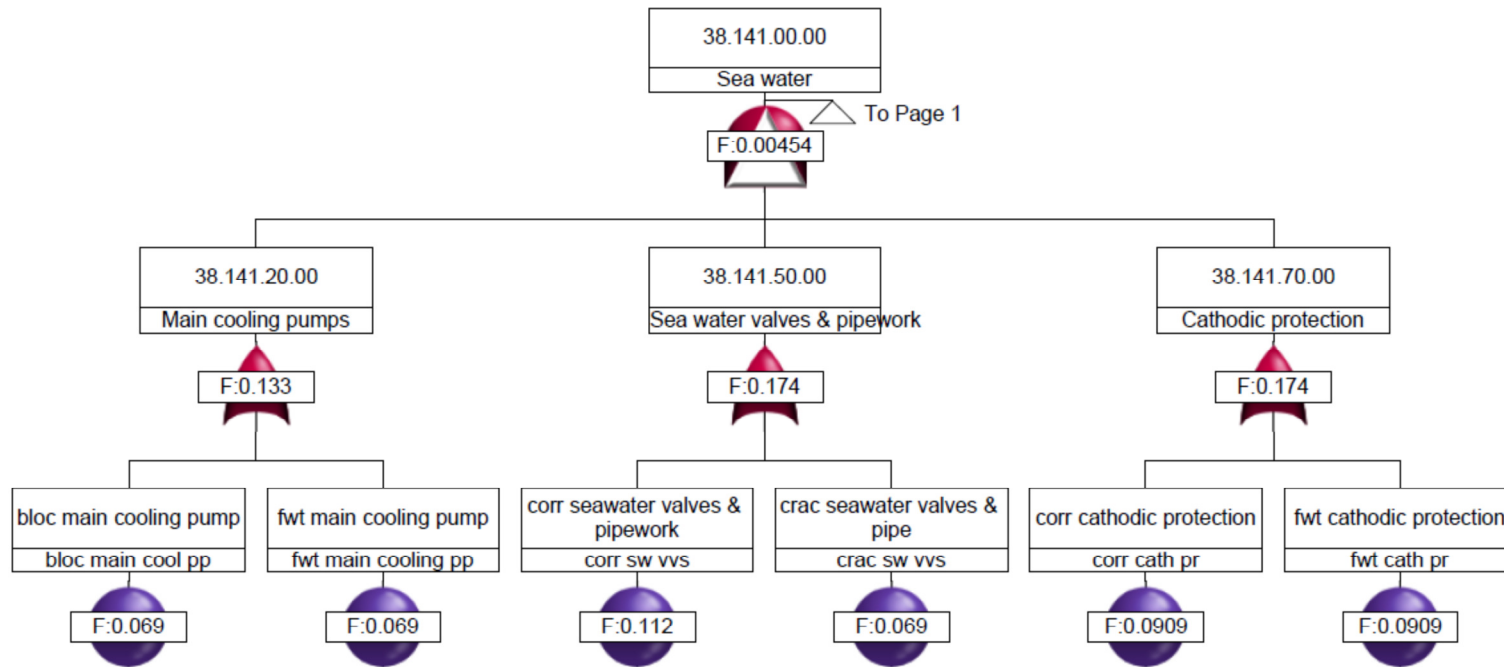 38.141.00.00
Sea water
To Page 1
F:0.00454
38.141.20.00
Main cooling pumps
F:0.133
38.141.50.00
Sea water valves & pipework
F:0.174
38.141.70.00
Cathodic protection
F:0.174
bloc main cooling pump
bloc main cool pp
F:0.069
fwt main cooling pump
fwt main cooling pp
F:0.069
corr seawater valves &
pipework
corr sw vvs
F:0.112
crac seawater valves &
pipe
crac sw vvs
F:0.069
corr cathodic protection
corr cath pr
F:0.0909
fwt cathodic protection
fwt cath pr
F:0.0909